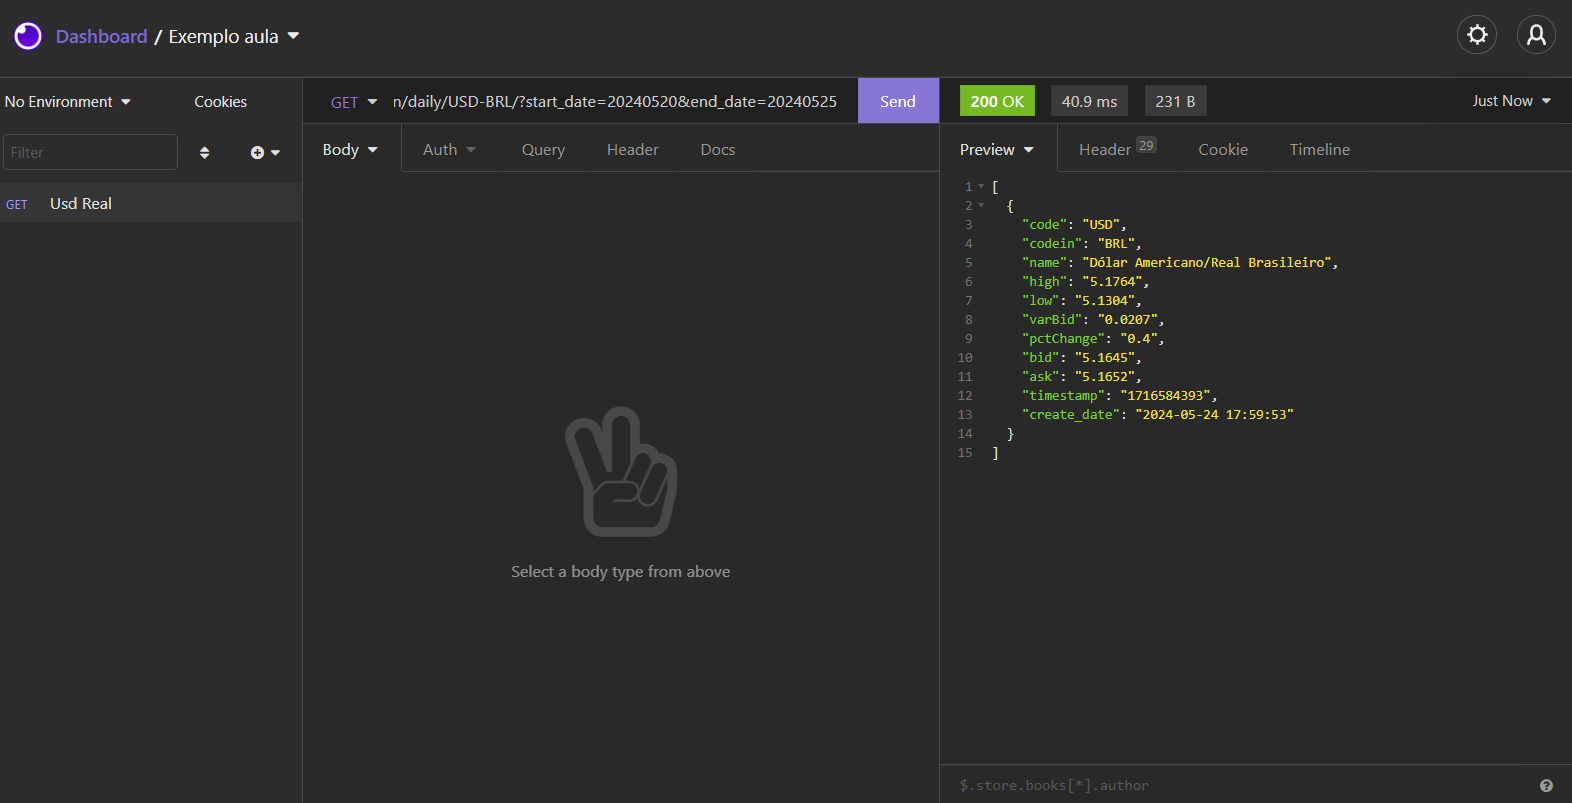 Dashboard / Exemplo aula
No Environment
Cookies
Filter
GET Usd Real
GET n/daily/USD-BRL/?start_date=20240520&end_date=20240525 Send
Body Auth Query Header Docs
Select a body type from above
200 OK 40.9 ms 231 B Just Now
Preview Header 29 Cookie Timeline
1 [
2 {
3 "code": "USD",
4 "codein": "BRL",
5 "name": "Dólar Americano/Real Brasileiro",
6 "high": "5.1764",
7 "low": "5.1304",
8 "varBid": "0.0207",
9 "pctChange": "0.4",
10 "bid": "5.1645",
11 "ask": "5.1652",
12 "timestamp": "1716584393",
13 "create_date": "2024-05-24 17:59:53"
14 }
15 ]
$.store.books[*].author